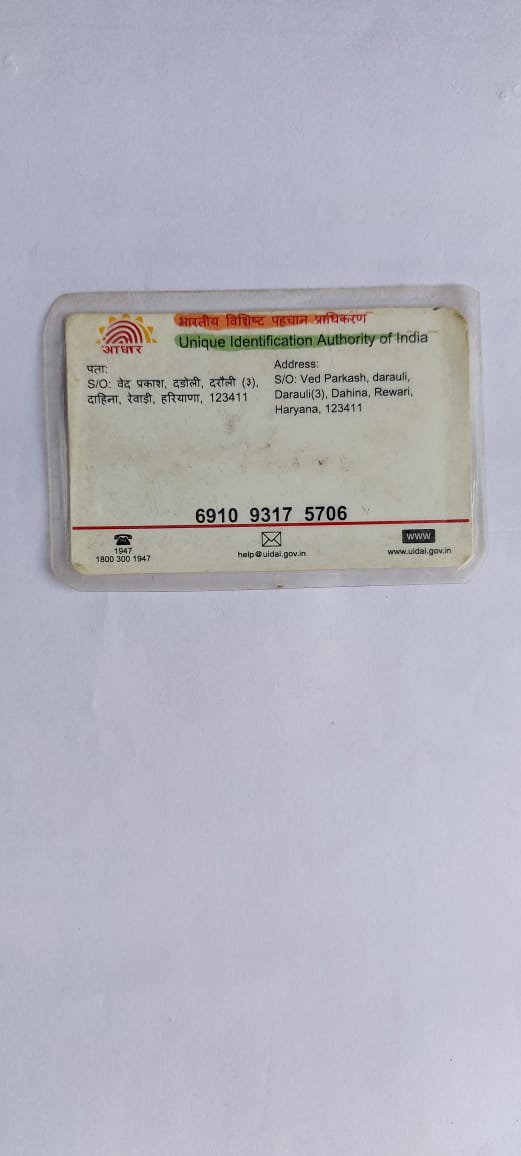 आधार
भारतीय विशिष्ट पहचान प्राधिकरण
Unique Identification Authority of India
पता:
S/O: वेद प्रकाश, दडोली, दरौली (३),
दाहिना, रेवाड़ी, हरियाणा, 123411
Address:
S/O: Ved Parkash, darauli,
Darauli(3), Dahina, Rewari,
Haryana, 123411
6910 9317 5706
1947
1800 300 1947
help@uidai.gov.in
WWW
www.uidai.gov.in